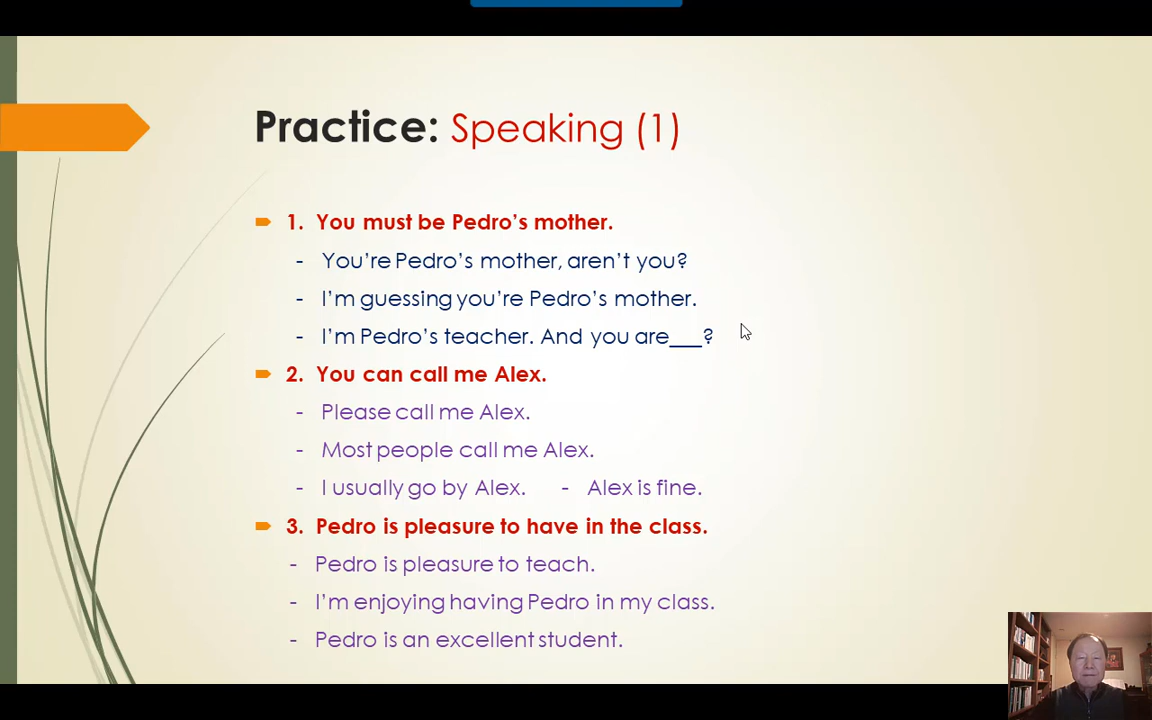 Practice: Speaking (1)
1. You must be Pedro’s mother.
- You’re Pedro’s mother, aren’t you?
- I’m guessing you’re Pedro’s mother.
- I’m Pedro’s teacher. And you are___?
2. You can call me Alex.
- Please call me Alex.
- Most people call me Alex.
- I usually go by Alex. - Alex is fine.
3. Pedro is pleasure to have in the class.
- Pedro is pleasure to teach.
- I’m enjoying having Pedro in my class.
- Pedro is an excellent student.